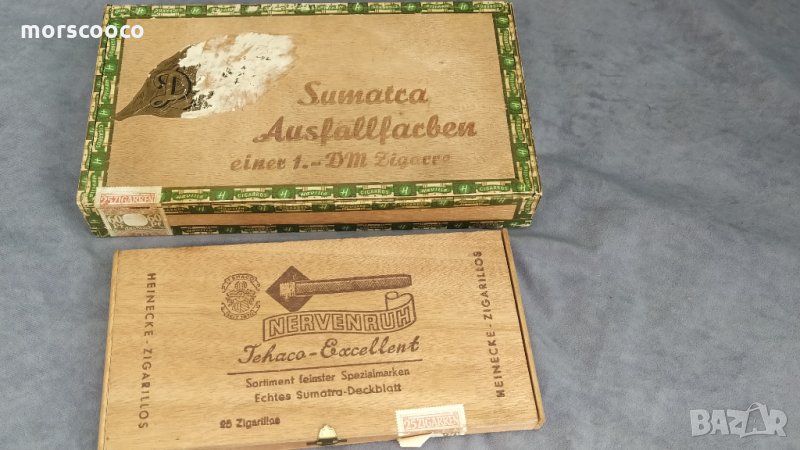 morscooco
Sumatra
Ausfallfarben
einer 1.-DM Zigarre
25 ZIGARREN
HEINECKE - ZIGARILLOS
NERVENRUH
Tehaco-Excellent
Sortiment feinster Spezialmarken
Echtes Sumatra-Deckblatt
25 Zigarillos
25 ZIGARREN
HEINECKE - ZIGARILLOS
BAZAR